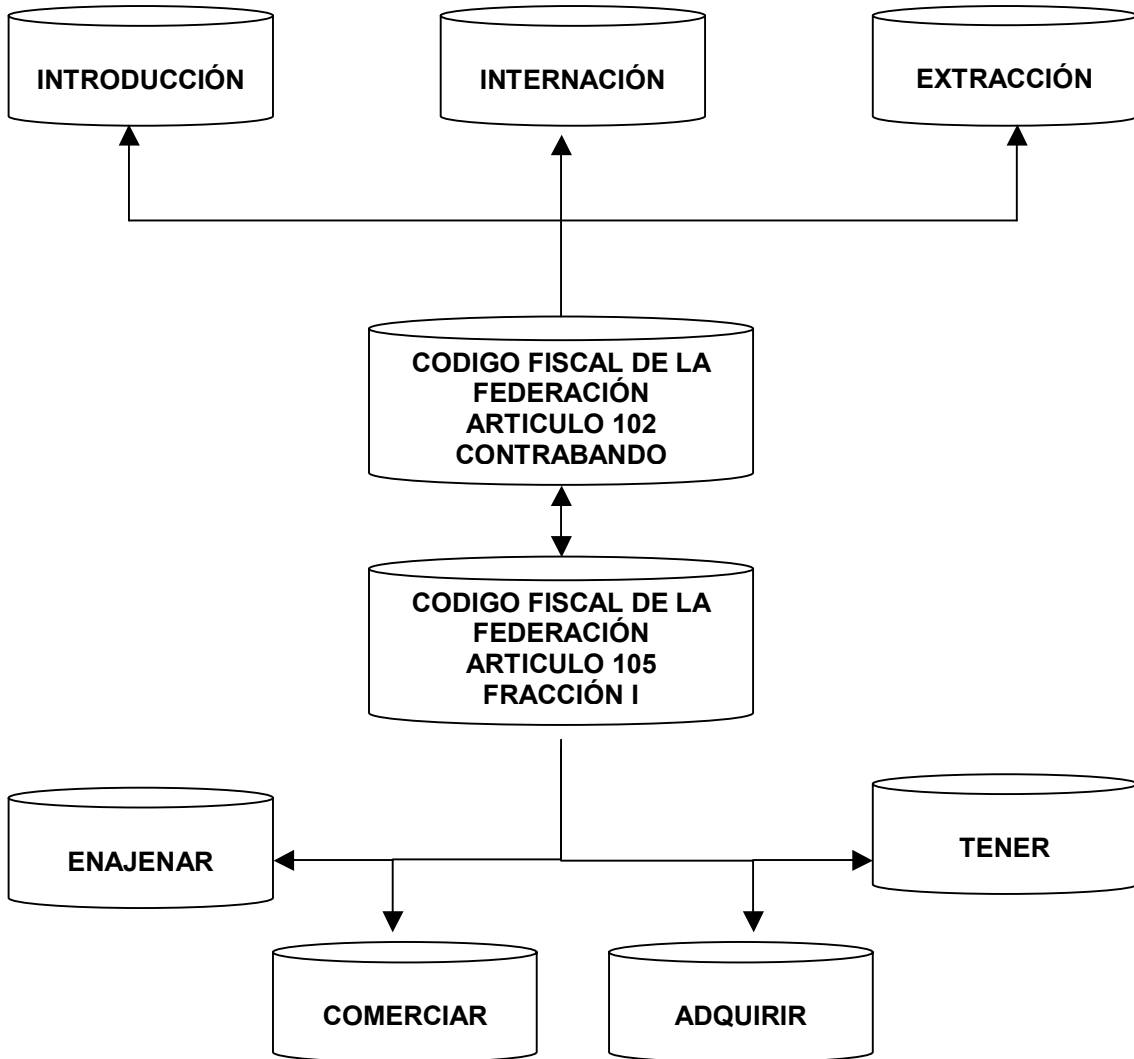 INTRODUCCIÓN
INTERNACIÓN
EXTRACCIÓN
CODIGO FISCAL DE LA
FEDERACIÓN
ARTICULO 102
CONTRABANDO
CODIGO FISCAL DE LA
FEDERACIÓN
ARTICULO 105
FRACCIÓN I
ENAJENAR
TENER
COMERCIAR
ADQUIRIR